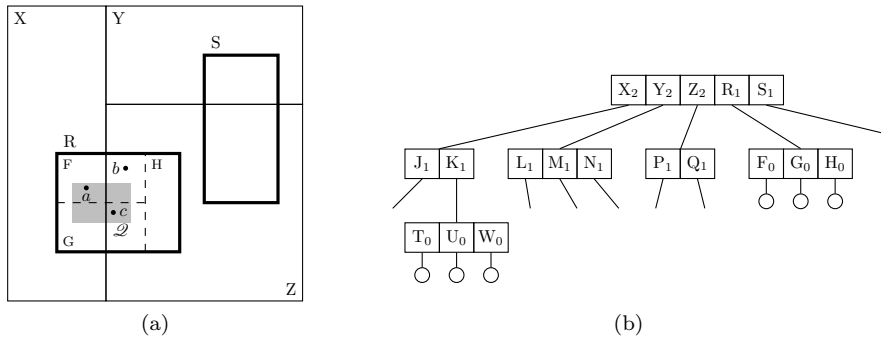 X
Y
S
R
F
b
H
a
c
𝒬
G
Z
(a)
X₂ Y₂ Z₂ R₁ S₁
J₁ K₁ L₁ M₁ N₁ P₁ Q₁ F₀ G₀ H₀
T₀ U₀ W₀
(b)